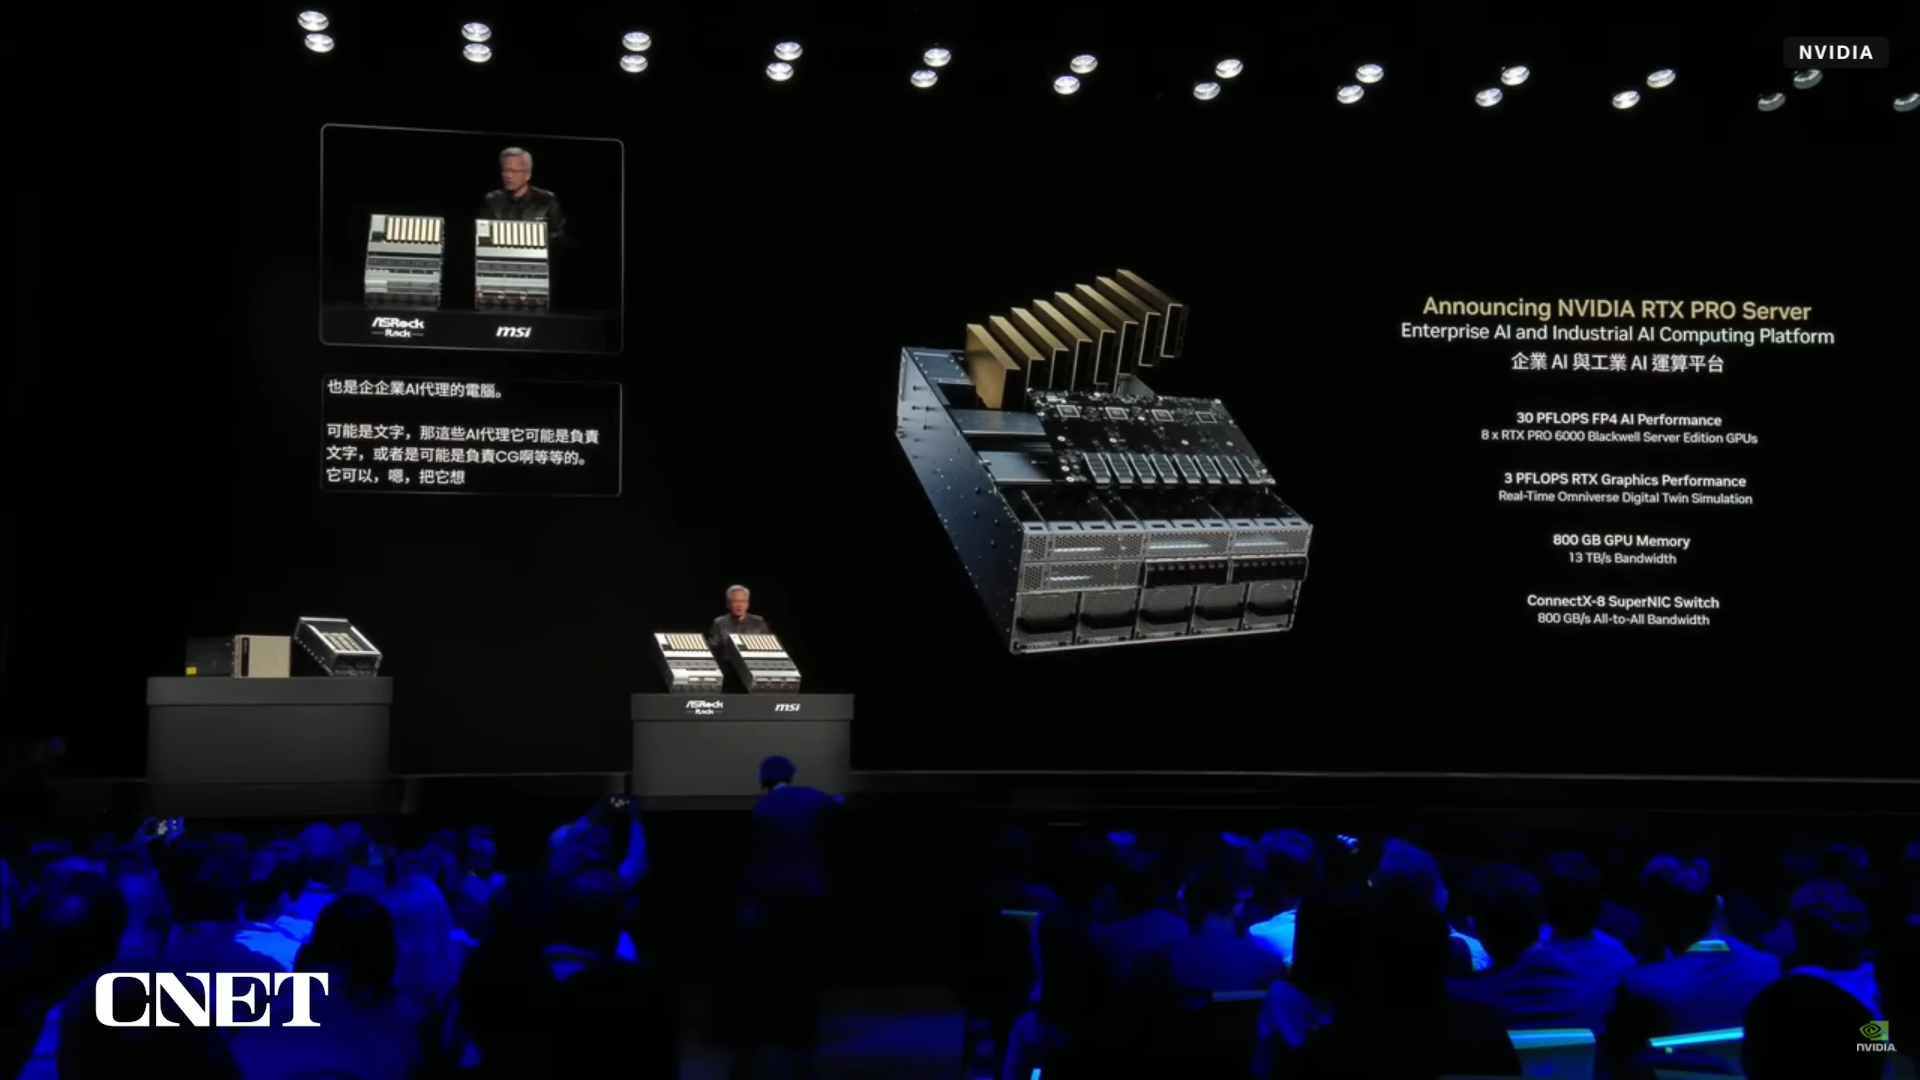 NVIDIA
ASRock
Rack
msi
也是企企業AI代理的電腦。
可能是文字，那這些AI代理它可能是負責
文字，或者是可能是負責CG啊等等的。
它可以，嗯，把它想
Announcing NVIDIA RTX PRO Server
Enterprise AI and Industrial AI Computing Platform
企業 AI 與工業 AI 運算平台
30 PFLOPS FP4 AI Performance
8 x RTX PRO 6000 Blackwell Server Edition GPUs
3 PFLOPS RTX Graphics Performance
Real-Time Omniverse Digital Twin Simulation
800 GB GPU Memory
13 TB/s Bandwidth
ConnectX-8 SuperNIC Switch
800 GB/s All-to-All Bandwidth
ASRock
Rack
msi
CNET
NVIDIA